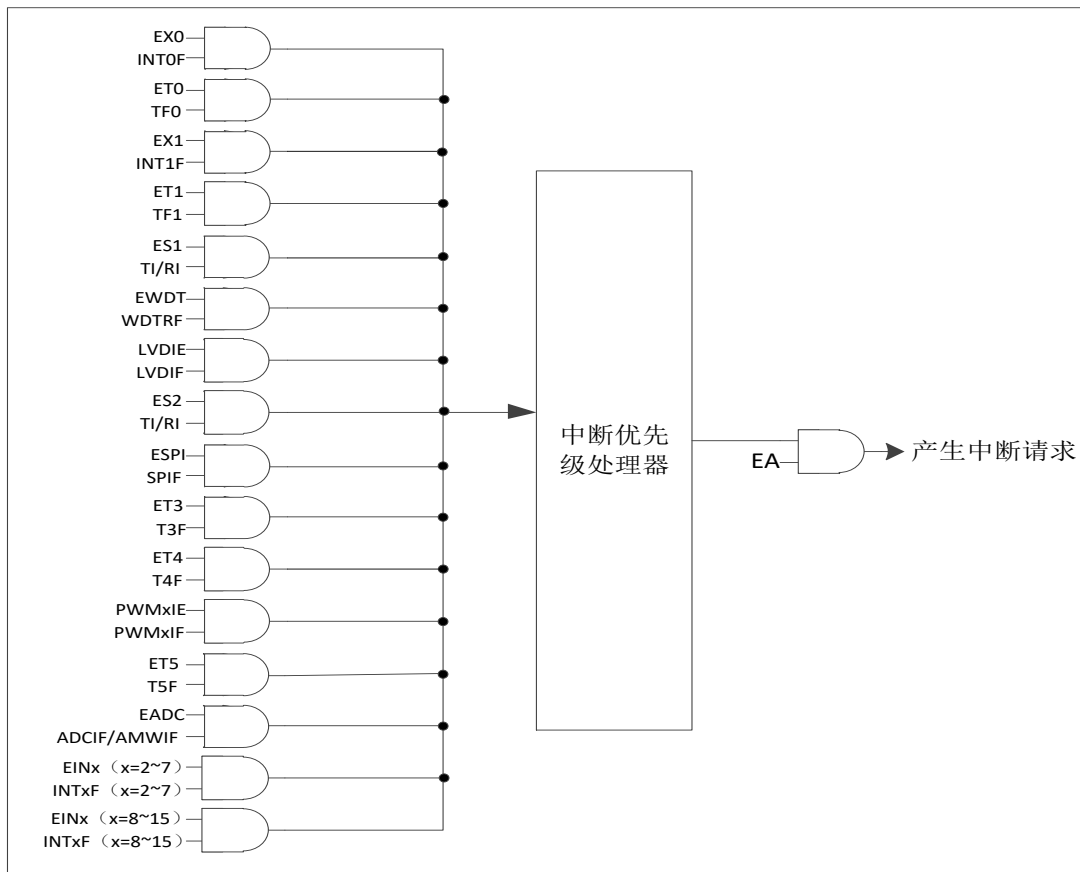 EX0
INT0F
ET0
TF0
EX1
INT1F
ET1
TF1
ES1
TI/RI
EWDT
WDTRF
LVDIE
LVDIF
ES2
TI/RI
ESPI
SPIF
ET3
T3F
ET4
T4F
PWMxIE
PWMxIF
ET5
T5F
EADC
ADCIF/AMWIF
EINx（x=2~7）
INTxF（x=2~7）
EINx（x=8~15）
INTxF（x=8~15）
中断优先
级处理器
EA
产生中断请求